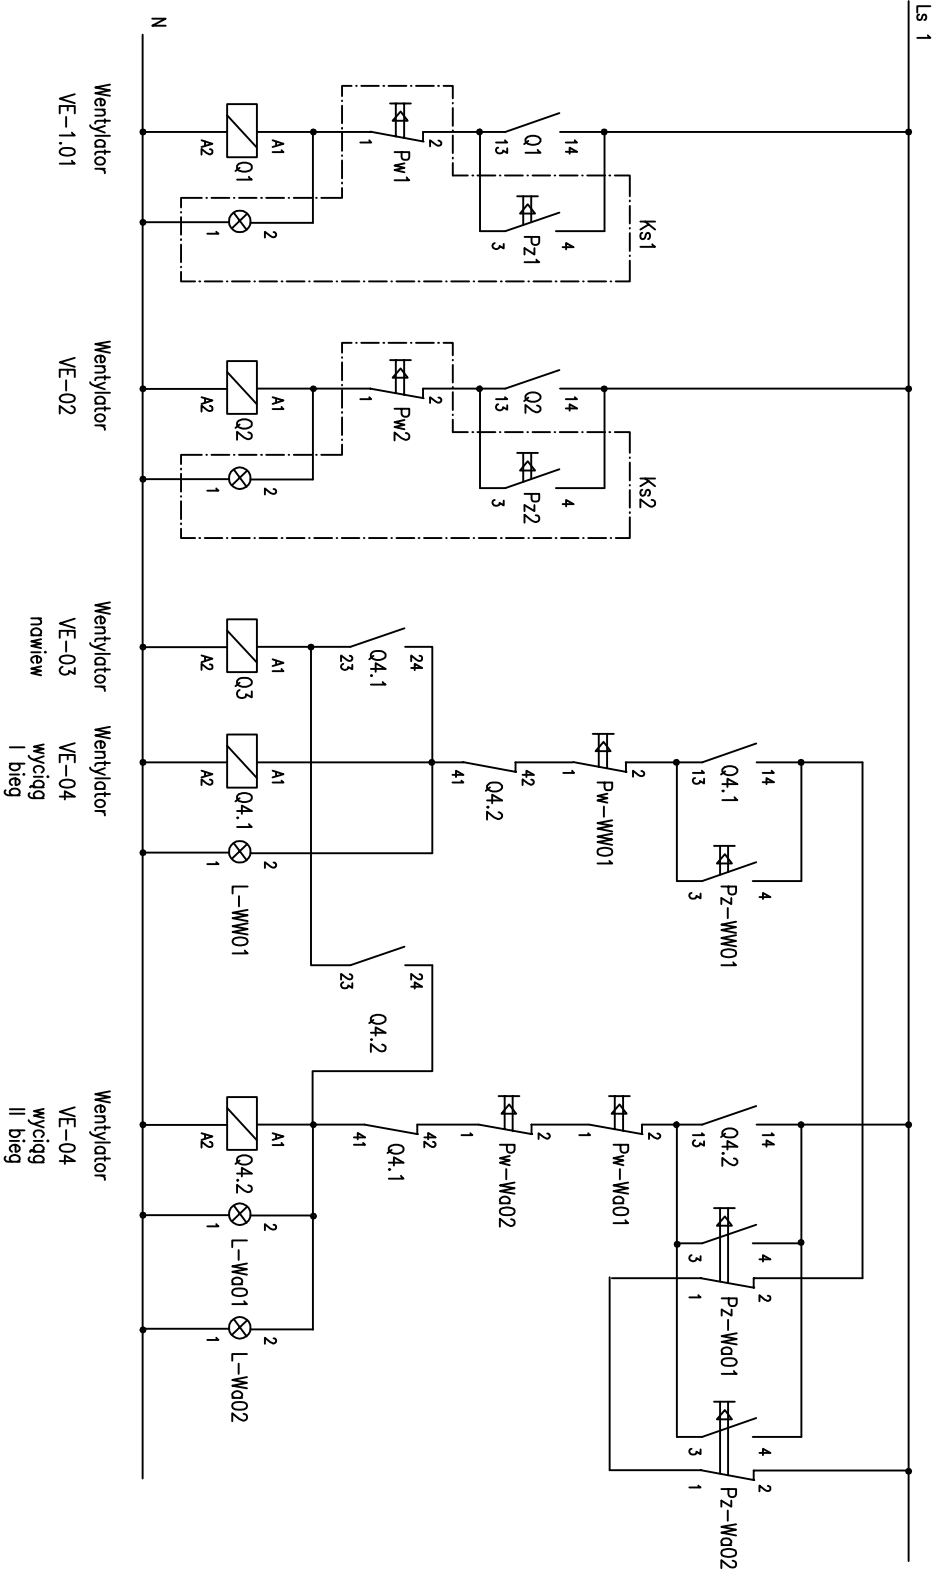 Ls 1
N
Q1
13
14
Pw1
1
2
Q1
A1
A2
Pz1
3
4
Ks1
1
2
Wentylator
VE-1.01
Q2
13
14
Pw2
1
2
Q2
A1
A2
Pz2
3
4
Ks2
1
2
Wentylator
VE-02
Q4.1
23
24
Q3
A1
A2
Wentylator
VE-03
nawiew
Q4.1
13
14
Pw-WW01
1
2
Q4.2
41
42
Q4.1
A1
A2
Wentylator
VE-04
wyciąg
I bieg
Pz-WW01
3
4
L-WW01
1
2
Q4.2
23
24
Q4.2
13
14
Pw-Wa01
1
2
Pw-Wa02
1
2
Q4.1
41
42
Q4.2
A1
A2
Wentylator
VE-04
wyciąg
II bieg
L-Wa01
1
2
Pz-Wa01
3
4
1
2
L-Wa02
1
2
Pz-Wa02
3
4
1
2